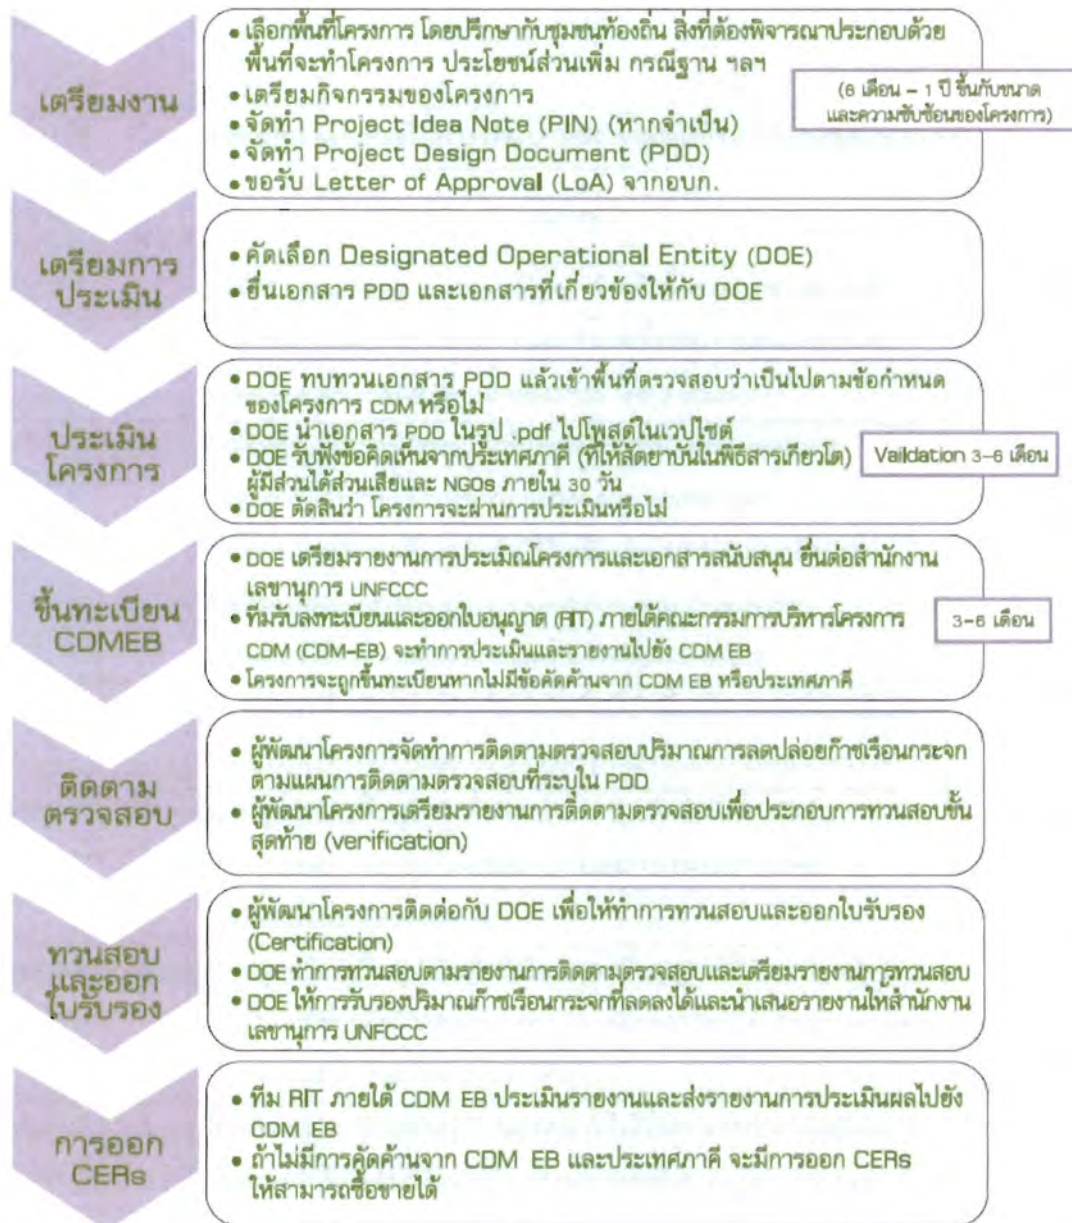 เตรียมงาน
• เลือกพื้นที่โครงการ โดยปรึกษากับชุมชนท้องถิ่น สิ่งที่ต้องพิจารณาประกอบด้วย
พื้นที่จะทำโครงการ ประโยชน์ส่วนเพิ่ม กรณีฐาน ฯลฯ
• เตรียมกิจกรรมของโครงการ
• จัดทำ Project Idea Note (PIN) (หากจำเป็น)
• จัดทำ Project Design Document (PDD)
• ขอรับ Letter of Approval (LoA) จากอบก.
(6 เดือน – 1 ปี ขึ้นกับขนาด
และความซับซ้อนของโครงการ)
เตรียมการ
ประเมิน
• คัดเลือก Designated Operational Entity (DOE)
• ยื่นเอกสาร PDD และเอกสารที่เกี่ยวข้องให้กับ DOE
ประเมิน
โครงการ
• DOE ทบทวนเอกสาร PDD แล้วเข้าพื้นที่ตรวจสอบว่าเป็นไปตามข้อกำหนด
ของโครงการ CDM หรือไม่
• DOE นำเอกสาร PDD ในรูป .pdf ไปโพสต์ในเวปไซต์
• DOE รับฟังข้อคิดเห็นจากประเทศภาคี (ที่ให้สัตยาบันในพิธีสารเกียวโต)
ผู้มีส่วนได้ส่วนเสียและ NGOs ภายใน 30 วัน
• DOE ตัดสินว่า โครงการจะผ่านการประเมินหรือไม่
Validation 3–6 เดือน
ขึ้นทะเบียน
CDMEB
• DOE เตรียมรายงานการประเมิณโครงการและเอกสารสนับสนุน ยื่นต่อสำนักงาน
เลขานุการ UNFCCC
• ทีมรับลงทะเบียนและออกใบอนุญาต (RIT) ภายใต้คณะกรรมการบริหารโครงการ
CDM (CDM–EB) จะทำการประเมินและรายงานไปยัง CDM EB
• โครงการจะถูกขึ้นทะเบียนหากไม่มีข้อคัดค้านจาก CDM EB หรือประเทศภาคี
3–6 เดือน
ติดตาม
ตรวจสอบ
• ผู้พัฒนาโครงการจัดทำการติดตามตรวจสอบปริมาณการลดปล่อยก๊าซเรือนกระจก
ตามแผนการติดตามตรวจสอบที่ระบุใน PDD
• ผู้พัฒนาโครงการเตรียมรายงานการติดตามตรวจสอบเพื่อประกอบการทวนสอบขั้น
สุดท้าย (verification)
ทวนสอบ
และออก
ใบรับรอง
• ผู้พัฒนาโครงการติดต่อกับ DOE เพื่อให้ทำการทวนสอบและออกใบรับรอง
(Certification)
• DOE ทำการทวนสอบตามรายงานการติดตามตรวจสอบและเตรียมรายงานการทวนสอบ
• DOE ให้การรับรองปริมาณก๊าซเรือนกระจกที่ลดลงได้และนำเสนอรายงานให้สำนักงาน
เลขานุการ UNFCCC
การออก
CERs
• ทีม RIT ภายใต้ CDM EB ประเมินรายงานและส่งรายงานการประเมินผลไปยัง
CDM EB
• ถ้าไม่มีการคัดค้านจาก CDM EB และประเทศภาคี จะมีการออก CERs
ให้สามารถซื้อขายได้